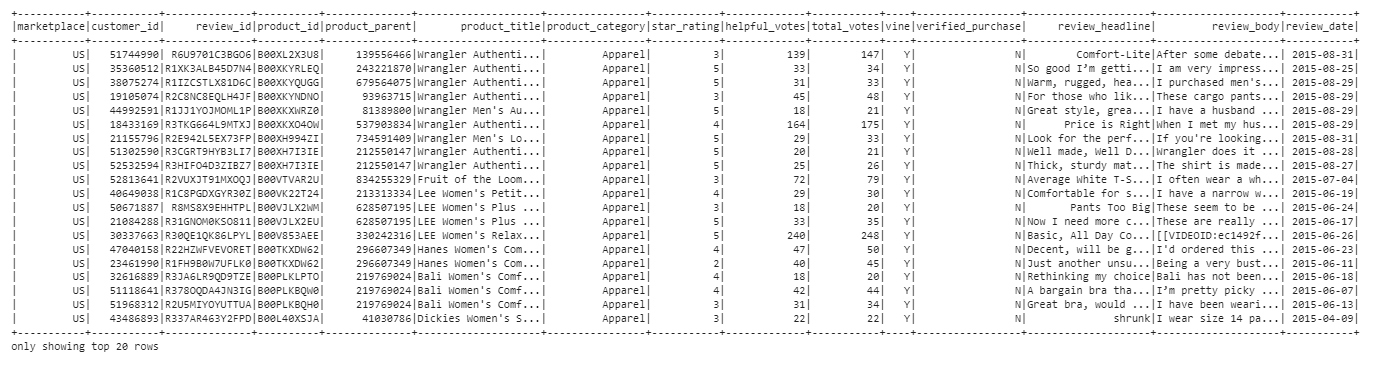 +-----------+-----------+--------------+----------+--------------+--------------------+----------------+-----------+-------------+-----------+----+-----------------+--------------------+--------------------+-----------+
|marketplace|customer_id|     review_id|product_id|product_parent|       product_title|product_category|star_rating|helpful_votes|total_votes|vine|verified_purchase|     review_headline|         review_body|review_date|
+-----------+-----------+--------------+----------+--------------+--------------------+----------------+-----------+-------------+-----------+----+-----------------+--------------------+--------------------+-----------+
|         US|   51744990| R6U9701C3BGO6|B00XL2X3U8|     139556466|Wrangler Authenti...|         Apparel|          3|          139|        147|   Y|                N|        Comfort-Lite|After some debate...| 2015-08-31|
|         US|   35360512|R1XK3ALB45D7N4|B00XKYRLEQ|     243221870|Wrangler Authenti...|         Apparel|          5|           33|         34|   Y|                N|So good I’m getti...|I am very impress...| 2015-08-25|
|         US|   38075274|R1IZCSTLX81D6C|B00XKYQUGG|     679564075|Wrangler Authenti...|         Apparel|          5|           31|         33|   Y|                N|Warm, rugged, hea...|I purchased men's...| 2015-08-29|
|         US|   19105074|R2C8NC8EQLH4JF|B00XKYNDNO|      93963715|Wrangler Authenti...|         Apparel|          3|           45|         48|   Y|                N|For those who lik...|These cargo pants...| 2015-08-29|
|         US|   44992591|R1JJ1YOJMOML1P|B00XKXWRZ0|      81389800|Wrangler Men's Au...|         Apparel|          5|           18|         21|   Y|                N|Great style, grea...|I have a husband ...| 2015-08-29|
|         US|   18433169|R3TKG664L9MTXJ|B00XKXO4OW|     537903834|Wrangler Authenti...|         Apparel|          4|          164|        175|   Y|                N|      Price is Right|When I met my hus...| 2015-08-29|
|         US|   21155796|R2E942L5EX73FP|B00XH994ZI|     734591409|Wrangler Men's Lo...|         Apparel|          5|           29|         33|   Y|                N|Look for the perf...|If you're looking...| 2015-08-29|
|         US|   51302590|R3CGRT9HYB3LI7|B00XH7I3IE|     212550147|Wrangler Authenti...|         Apparel|          5|           20|         21|   Y|                N|Well made, Well D...|Wrangler does it ...| 2015-08-28|
|         US|   52532594|R3HIFO4D3ZIBZ7|B00XH7I3IE|     212550147|Wrangler Authenti...|         Apparel|          5|           25|         26|   Y|                N|Thick, sturdy mat...|The shirt is made...| 2015-08-27|
|         US|   52813641|R2VUXJT91MXOQJ|B00VTVAR2U|     834255329|Fruit of the Loom...|         Apparel|          3|           72|         79|   Y|                N|Average White T-S...|I often wear a wh...| 2015-07-04|
|         US|   40649038|R1C8PGDXGYR30Z|B00VK22T24|     213313334|Lee Women's Petit...|         Apparel|          4|           29|         30|   Y|                N|Comfortable for s...|I have a narrow w...| 2015-06-19|
|         US|   50671887| R8MS8X9EHHTPL|B00VJLX2WM|     628507195|LEE Women's Plus ...|         Apparel|          3|           18|         20|   Y|                N|       Pants Too Big|These seem to be ...| 2015-06-24|
|         US|   21084288|R31GNOM0KSO811|B00VJLX2EU|     628507195|LEE Women's Plus ...|         Apparel|          5|           33|         35|   Y|                N|Now I need more c...|These are really ...| 2015-06-17|
|         US|   30337663|R30QE1QK86LPYL|B00V853AEE|     330242316|LEE Women's Relax...|         Apparel|          5|          240|        248|   Y|                N|Basic, All Day Co...|[[VIDEOID:ec1492f...| 2015-06-26|
|         US|   47040158|R22HZWFVEVORET|B00TKXDW62|     296607349|Hanes Women's Com...|         Apparel|          4|           47|         50|   Y|                N|Decent, will be g...|I'd ordered this ...| 2015-06-23|
|         US|   23461990|R1FH9B0W7UFLK0|B00TKXDW62|     296607349|Hanes Women's Com...|         Apparel|          2|           40|         45|   Y|                N|Just another unsu...|Being a very bust...| 2015-06-11|
|         US|   32616889|R3JA6LR9QD9TZE|B00PLKLPTO|     219769024|Bali Women's Comf...|         Apparel|          4|           18|         20|   Y|                N|Rethinking my choice|Bali has not been...| 2015-06-18|
|         US|   51118641|R378OQDA4JN3IG|B00PLKBQW0|     219769024|Bali Women's Comf...|         Apparel|          4|           42|         44|   Y|                N|A bargain bra tha...|I’m pretty picky ...| 2015-06-07|
|         US|   51968312|R2U5MIYOYUTTUA|B00PLKBQH0|     219769024|Bali Women's Comf...|         Apparel|          3|           31|         34|   Y|                N|Great bra, would ...|I have been weari...| 2015-06-13|
|         US|   43486893|R337AR463Y2FPD|B00L40XSJA|      41030786|Dickies Women's S...|         Apparel|          3|           22|         22|   Y|                N|              shrunk|I wear size 14 pa...| 2015-04-09|
+-----------+-----------+--------------+----------+--------------+--------------------+----------------+-----------+-------------+-----------+----+-----------------+--------------------+--------------------+-----------+
only showing top 20 rows